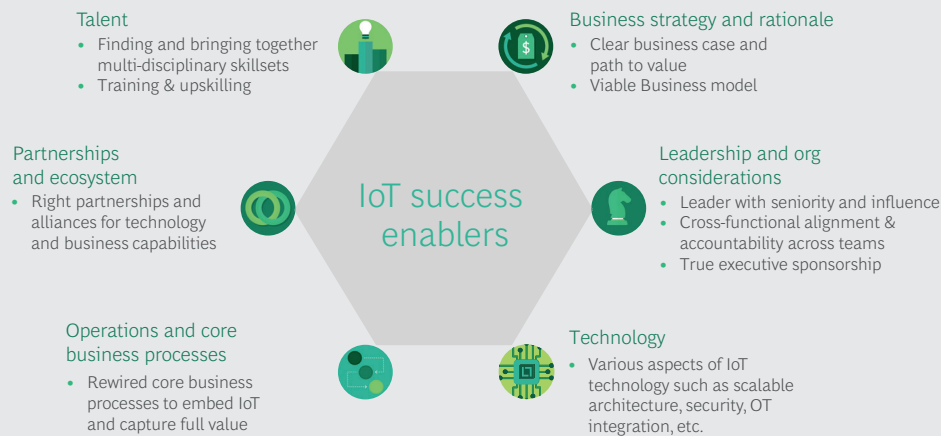 Talent
• Finding and bringing together
multi-disciplinary skillsets
• Training & upskilling
Business strategy and rationale
• Clear business case and
path to value
• Viable Business model
$
Partnerships
and ecosystem
• Right partnerships and
alliances for technology
and business capabilities
IoT success
enablers
Leadership and org
considerations
• Leader with seniority and influence
• Cross-functional alignment &
accountability across teams
• True executive sponsorship
Operations and core
business processes
• Rewired core business
processes to embed IoT
and capture full value
Technology
• Various aspects of IoT
technology such as scalable
architecture, security, OT
integration, etc.